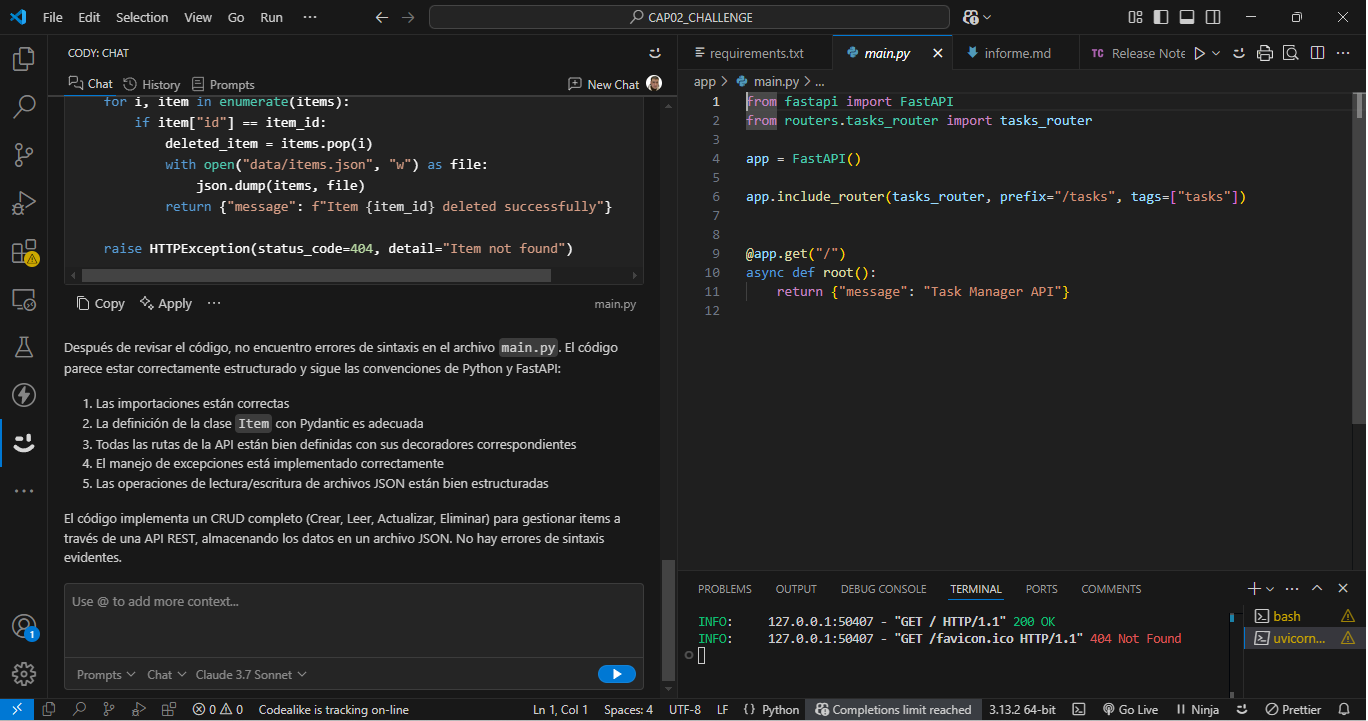 File Edit Selection View Go Run ··· CAP02_CHALLENGE
CODY: CHAT
Chat History Prompts New Chat
for i, item in enumerate(items):
if item["id"] == item_id:
deleted_item = items.pop(i)
with open("data/items.json", "w") as file:
json.dump(items, file)
return {"message": f"Item {item_id} deleted successfully"}
raise HTTPException(status_code=404, detail="Item not found")
Copy Apply ··· main.py
Después de revisar el código, no encuentro errores de sintaxis en el archivo main.py. El código
parece estar correctamente estructurado y sigue las convenciones de Python y FastAPI:
1. Las importaciones están correctas
2. La definición de la clase Item con Pydantic es adecuada
3. Todas las rutas de la API están bien definidas con sus decoradores correspondientes
4. El manejo de excepciones está implementado correctamente
5. Las operaciones de lectura/escritura de archivos JSON están bien estructuradas
El código implementa un CRUD completo (Crear, Leer, Actualizar, Eliminar) para gestionar items a
través de una API REST, almacenando los datos en un archivo JSON. No hay errores de sintaxis
evidentes.
Use @ to add more context...
Prompts Chat Claude 3.7 Sonnet
1
requirements.txt main.py informe.md TC Release Note
app > main.py > ...
1 from fastapi import FastAPI
2 from routers.tasks_router import tasks_router
3
4 app = FastAPI()
5
6 app.include_router(tasks_router, prefix="/tasks", tags=["tasks"])
7
8
9 @app.get("/")
10 async def root():
11 return {"message": "Task Manager API"}
12
PROBLEMS OUTPUT DEBUG CONSOLE TERMINAL PORTS COMMENTS
INFO: 127.0.0.1:50407 - "GET / HTTP/1.1" 200 OK
INFO: 127.0.0.1:50407 - "GET /favicon.ico HTTP/1.1" 404 Not Found
bash
uvicorn...
0 0 Codealike is tracking on-line Ln 1, Col 1 Spaces: 4 UTF-8 LF {} Python Completions limit reached 3.13.2 64-bit Go Live Ninja Prettier